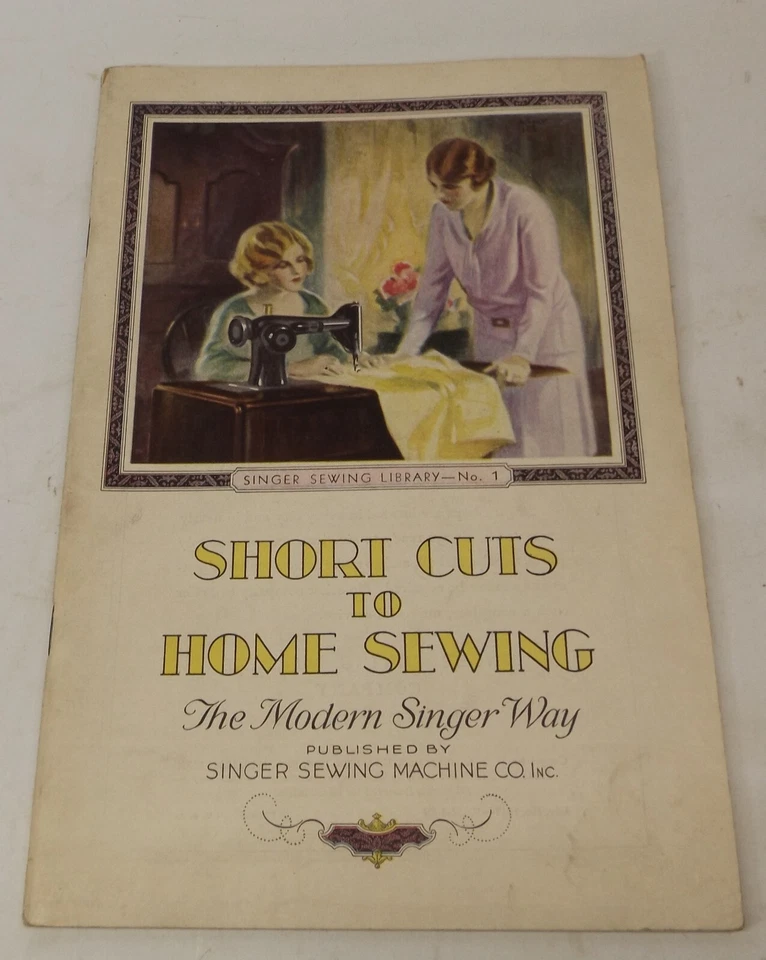 SINGER SEWING LIBRARY—No. 1
SHORT CUTS
TO
HOME SEWING
The Modern Singer Way
PUBLISHED BY
SINGER SEWING MACHINE CO. INC.